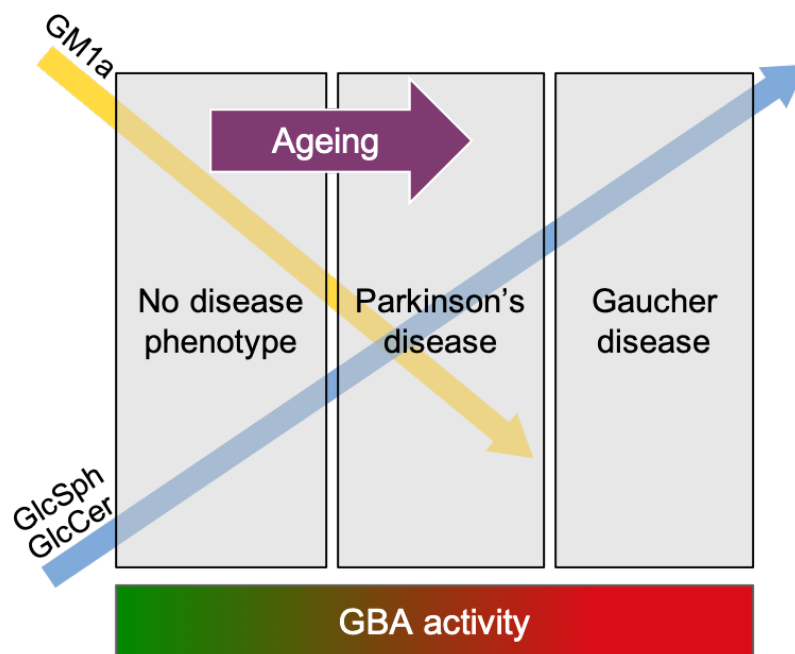 GM1a
Ageing
No disease
phenotype
Parkinson's
disease
Gaucher
disease
GlcSph
GlcCer
GBA activity